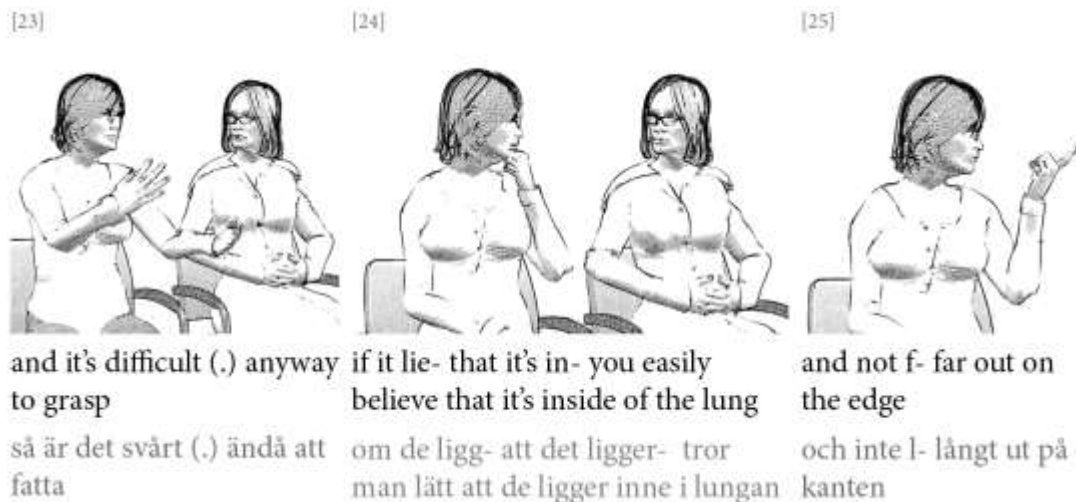 [23]
[24]
[25]
and it's difficult (.) anyway
to grasp
så är det svårt (.) ändå att
fatta
if it lie- that it's in- you easily
believe that it's inside of the lung
om de ligg- att det ligger- tror
man lätt att de ligger inne i lungan
and not f- far out on
the edge
och inte l- långt ut på
kanten